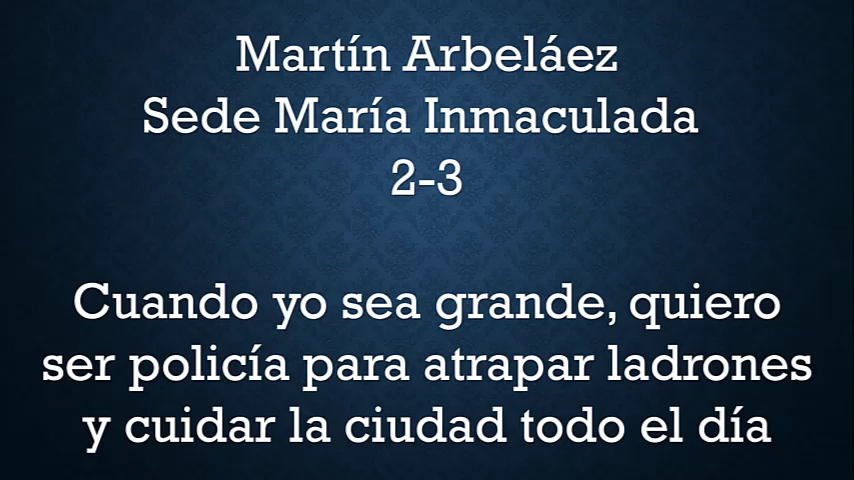 Martín Arbeláez
Sede María Inmaculada
2-3
Cuando yo sea grande, quiero
ser policía para atrapar ladrones
y cuidar la ciudad todo el día